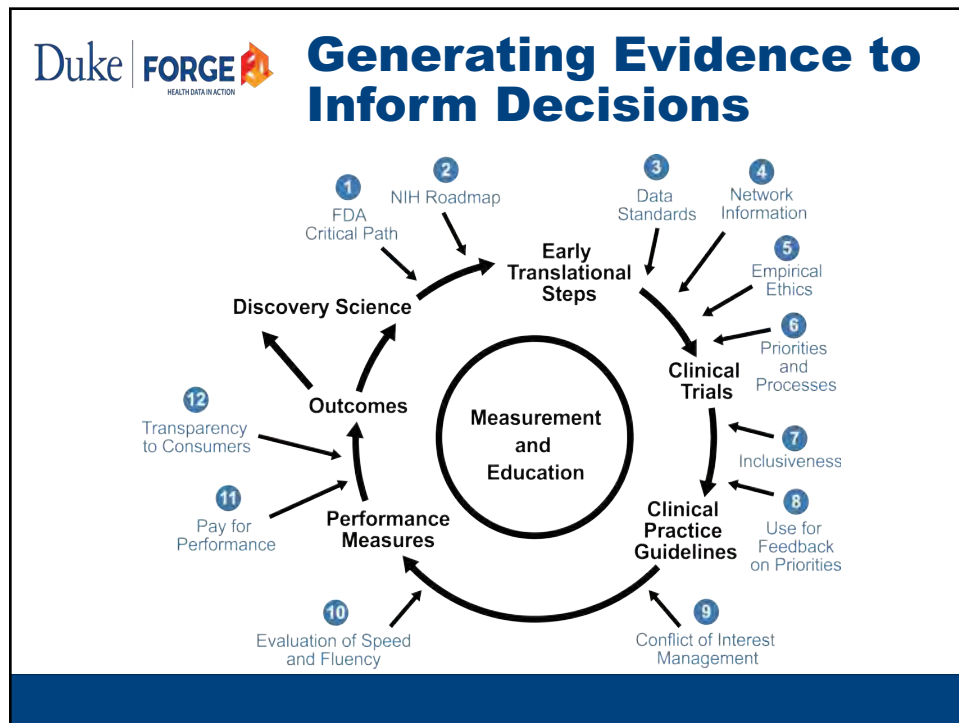 Duke FORGE
HEALTH DATA IN ACTION
Generating Evidence to
Inform Decisions
1
FDA
Critical Path
2
NIH Roadmap
3
Data
Standards
4
Network
Information
5
Empirical
Ethics
6
Priorities
and
Processes
7
Inclusiveness
8
Use for
Feedback
on Priorities
9
Conflict of Interest
Management
10
Evaluation of Speed
and Fluency
11
Pay for
Performance
12
Transparency
to Consumers
Discovery Science
Early
Translational
Steps
Clinical
Trials
Clinical
Practice
Guidelines
Performance
Measures
Outcomes
Measurement
and
Education